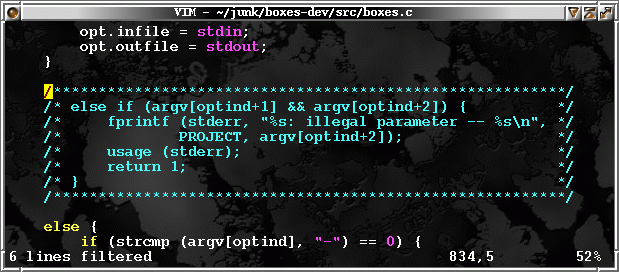 VIM - ~/junk/boxes-dev/src/boxes.c
opt.infile = stdin;
opt.outfile = stdout;
}
/*********************************************************/
/* else if (argv[optind+1] && argv[optind+2]) { */
/* fprintf (stderr, "%s: illegal parameter -- %s\n", */
/* PROJECT, argv[optind+2]); */
/* usage (stderr); */
/* return 1; */
/* } */
/*********************************************************/
else {
if (strcmp (argv[optind], "-") == 0) {
6 lines filtered 834,5 52%